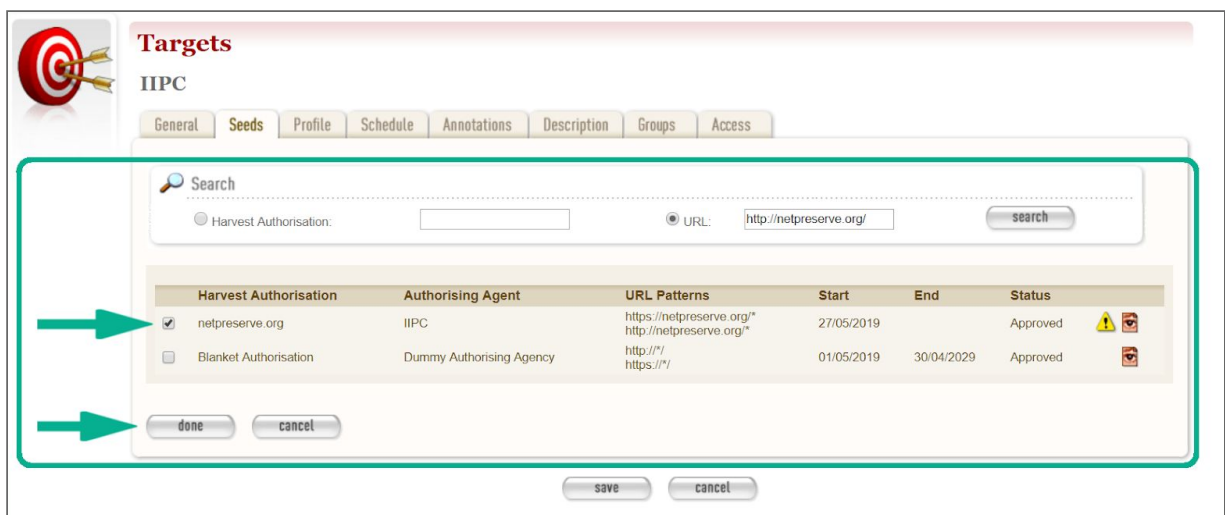 Targets
IIPC
General Seeds Profile Schedule Annotations Description Groups Access
Search
Harvest Authorisation: URL: http://netpreserve.org/ search
Harvest Authorisation Authorising Agent URL Patterns Start End Status
netpreserve.org IIPC https://netpreserve.org/* 27/05/2019 Approved
http://netpreserve.org/*
Blanket Authorisation Dummy Authorising Agency http://*/ 01/05/2019 30/04/2029 Approved
https://*/
done cancel
save cancel